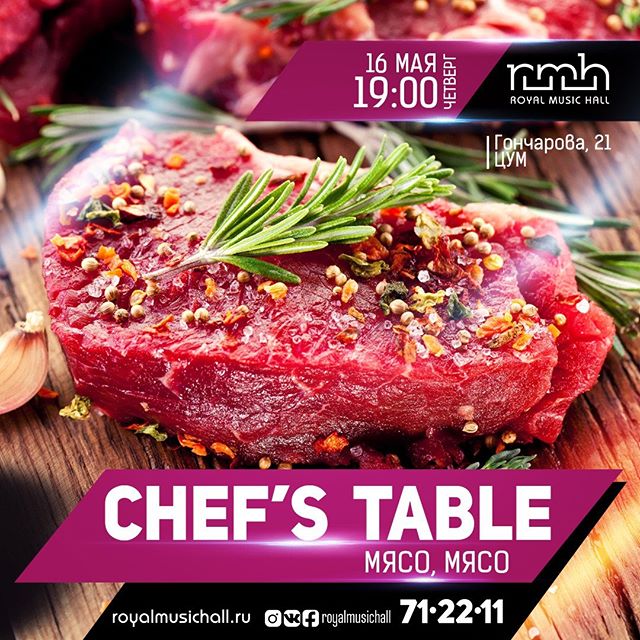 16 МАЯ
19:00
ЧЕТВЕРГ
rmh
ROYAL MUSIC HALL
Гончарова, 21
ЦУМ
CHEF'S TABLE
МЯСО, МЯСО
royalmusichall.ru
royalmusichall
71·22·11